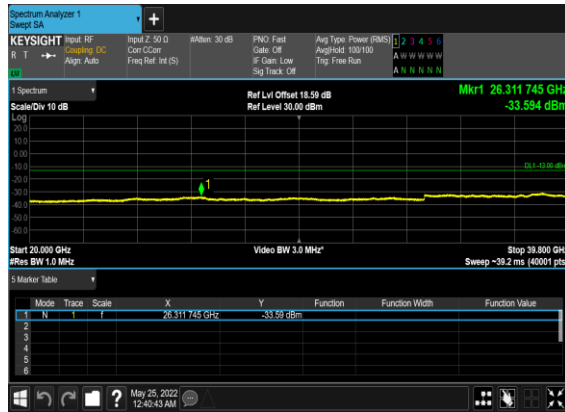 Spectrum Analyzer 1
Swept SA
+
KEYSIGHT Input: RF Input Z: 50 Ω #Atten: 30 dB PNO: Fast Avg Type: Power (RMS) 1 2 3 4 5 6
R T Coupling: DC Corr CCorr Gate: Off Avg|Hold: 100/100 A W W W W W
Align: Auto Freq Ref: Int (S) IF Gain: Low Trig: Free Run
Sig Track: Off A N N N N N
LW
1 Spectrum Ref Lvl Offset 18.59 dB Mkr1 26.311 745 GHz
Scale/Div 10 dB Ref Level 30.00 dBm -33.594 dBm
Log
20.0
10.0
0.00
-10.0 DL1 -13.00 dBm
-20.0
-30.0 1
-40.0
-50.0
-60.0
Start 20.000 GHz Video BW 3.0 MHz* Stop 39.800 GHz
#Res BW 1.0 MHz Sweep ~39.2 ms (40001 pts
5 Marker Table
Mode Trace Scale X Y Function Function Width Function Value
1 N 1 f 26.311 745 GHz -33.59 dBm
2
3
4
5
6
? May 25, 2022
12:40:43 AM